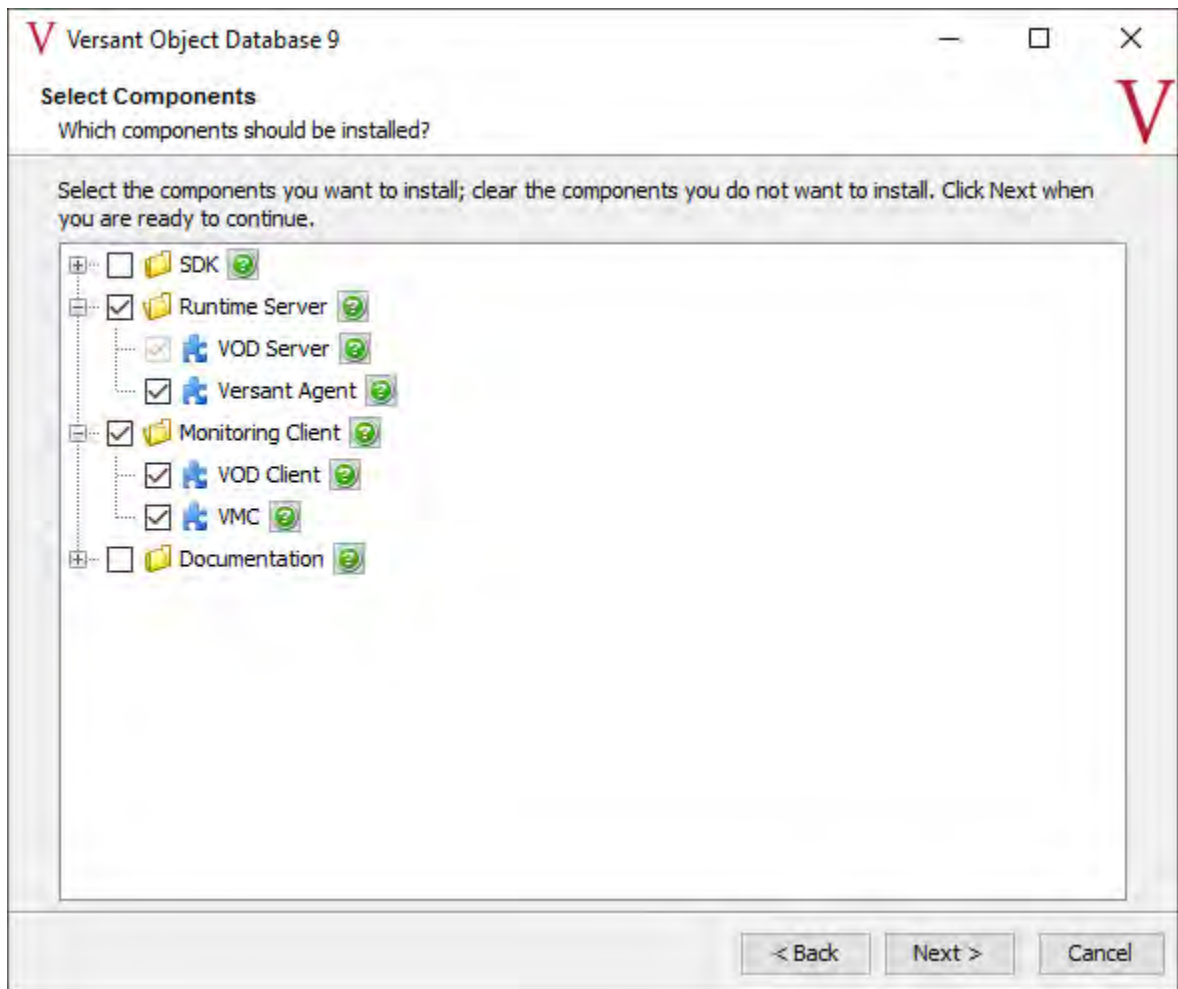 V Versant Object Database 9
Select Components
V
Which components should be installed?
Select the components you want to install; clear the components you do not want to install. Click Next when
you are ready to continue.
SDK
Runtime Server
VOD Server
Versant Agent
Monitoring Client
VOD Client
VMC
Documentation
< Back Next > Cancel